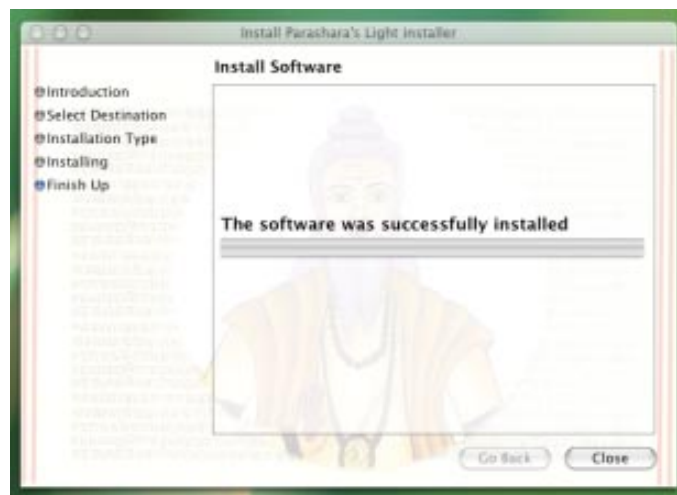 Install Parashara's Light installer
Install Software
Introduction
Select Destination
Installation Type
Installing
Finish Up
The software was successfully installed
Go Back
Close